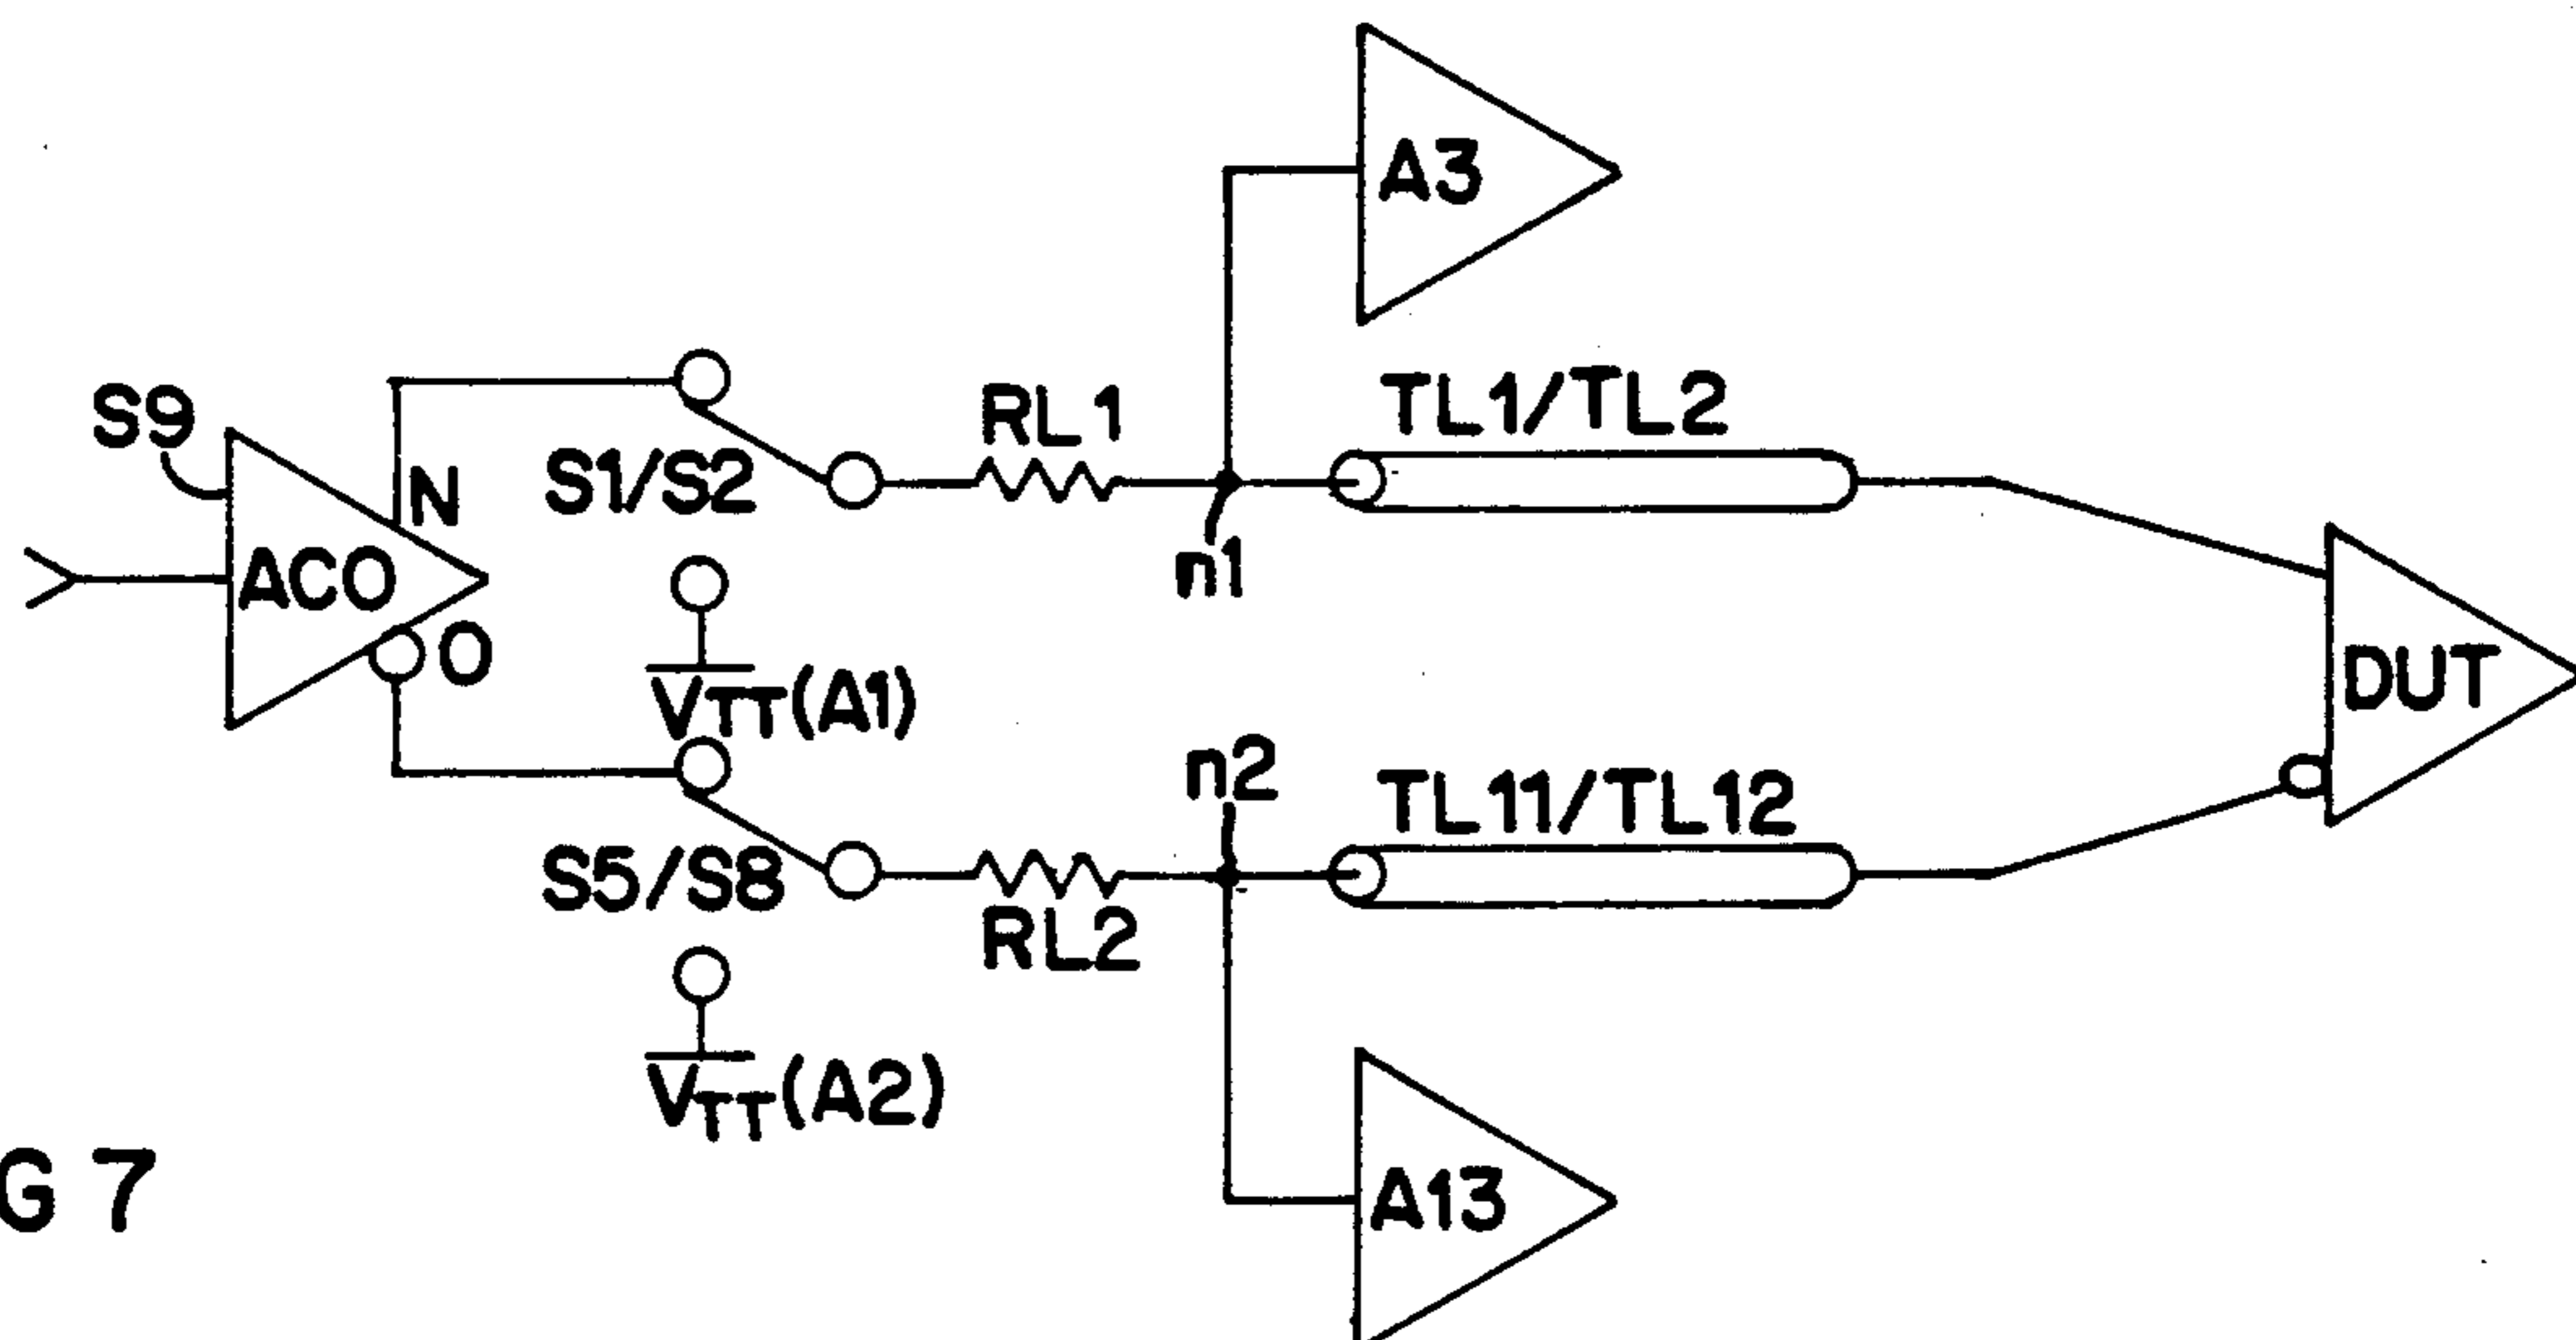 A3
S9
N
RL1
TL1/TL2
S1/S2
ACO
n1
O
VTT(A1)
DUT
n2
TL11/TL12
S5/S8
RL2
VTT(A2)
A13
G 7